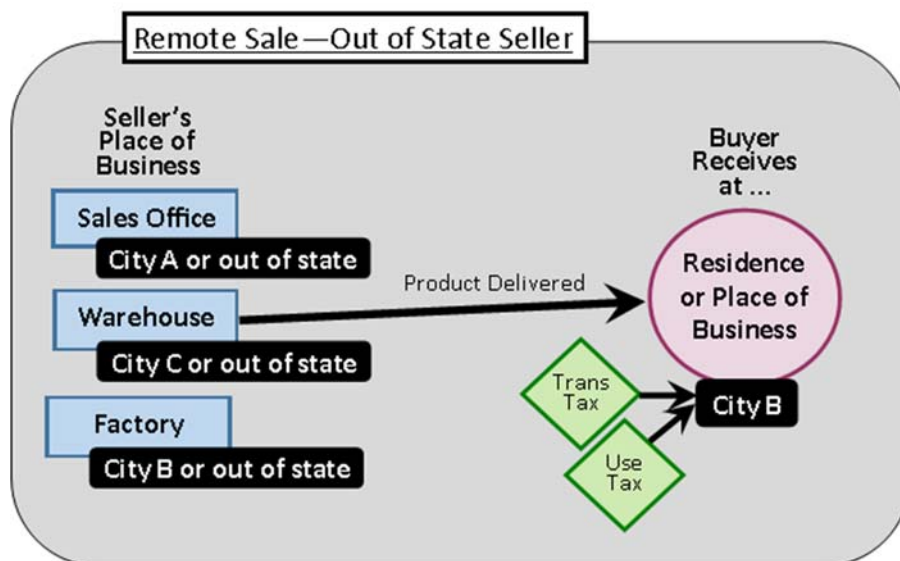 Remote Sale—Out of State Seller
Seller's
Place of
Business
Sales Office
City A or out of state
Warehouse
City C or out of state
Factory
City B or out of state
Product Delivered
Buyer
Receives
at ...
Residence
or Place of
Business
City B
Trans
Tax
Use
Tax